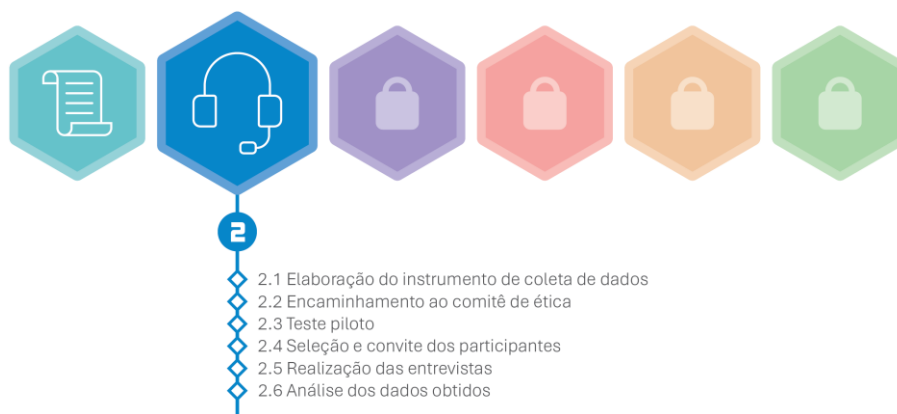 2
2.1 Elaboração do instrumento de coleta de dados
2.2 Encaminhamento ao comitê de ética
2.3 Teste piloto
2.4 Seleção e convite dos participantes
2.5 Realização das entrevistas
2.6 Análise dos dados obtidos